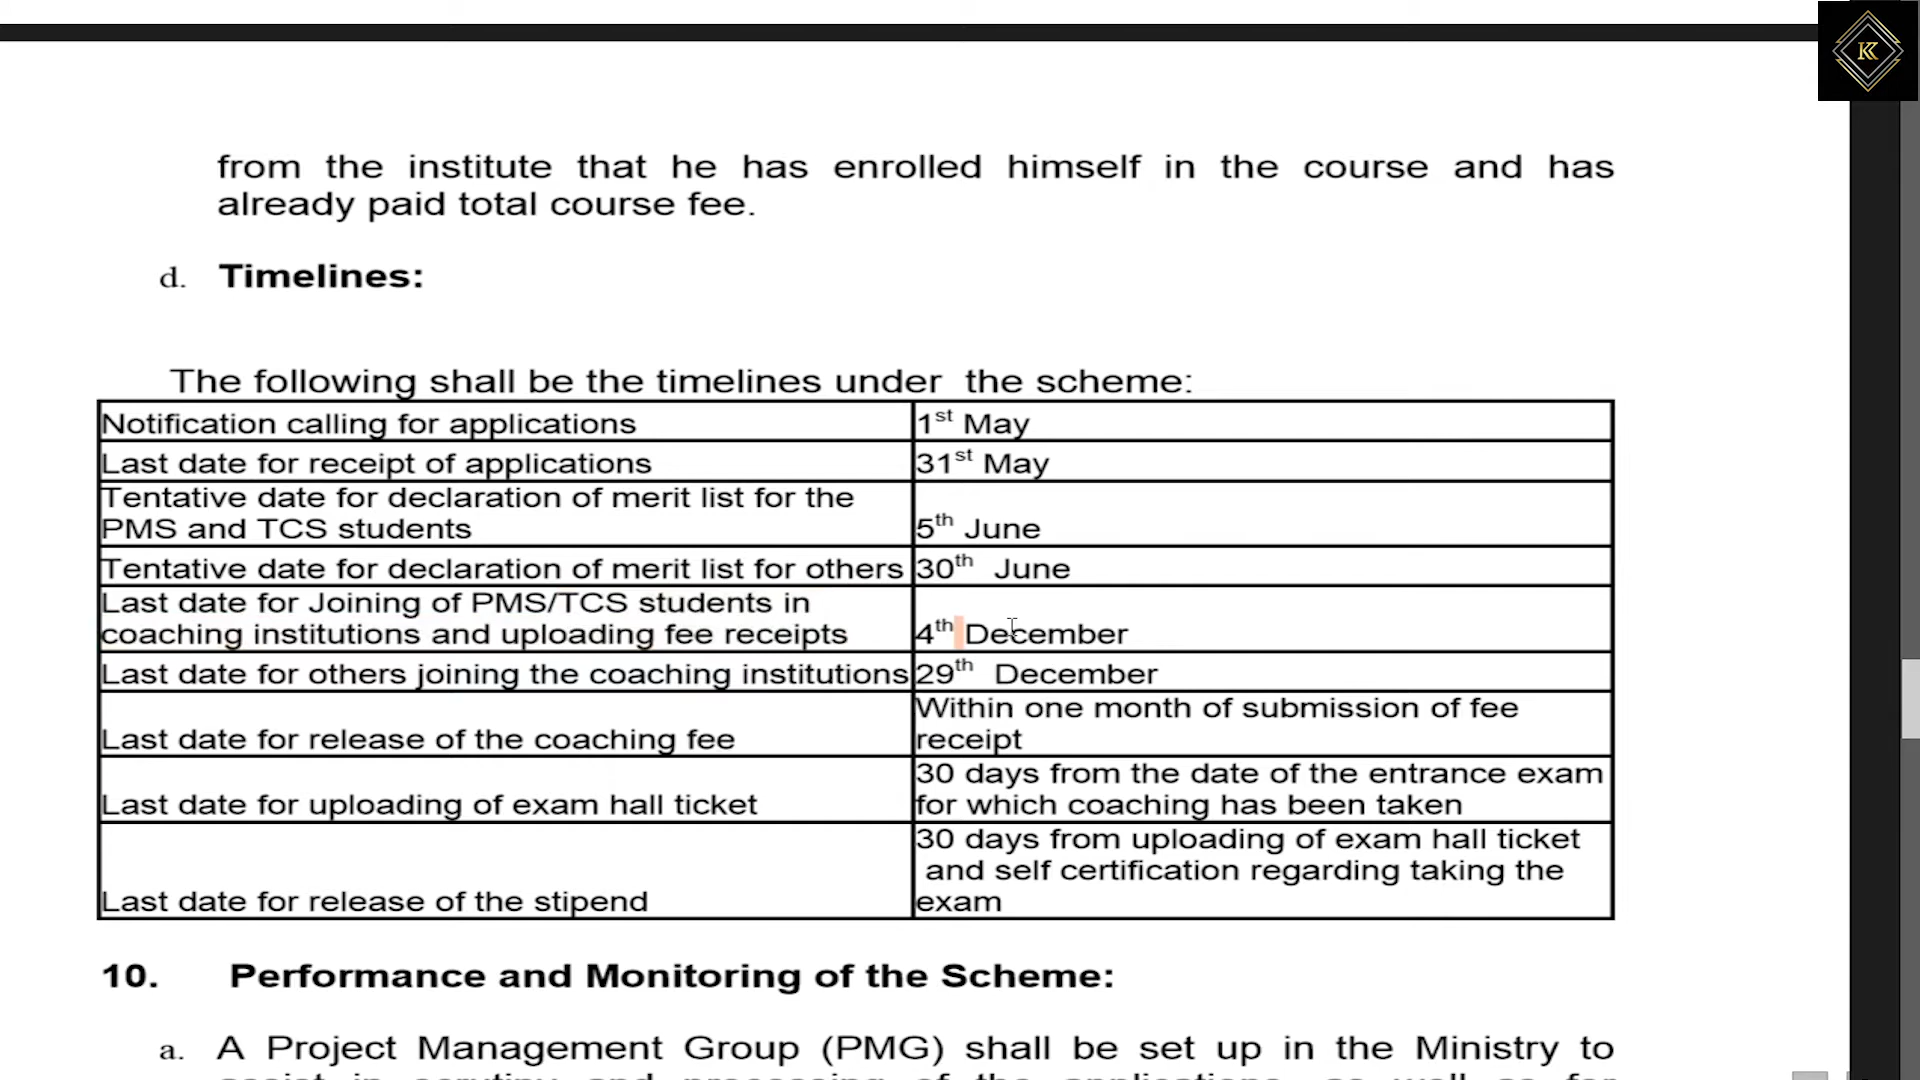 from the institute that he has enrolled himself in the course and has
already paid total course fee.
d. Timelines:
The following shall be the timelines under the scheme:
Notification calling for applications 1st May
Last date for receipt of applications 31st May
Tentative date for declaration of merit list for the
PMS and TCS students 5th June
Tentative date for declaration of merit list for others 30th June
Last date for Joining of PMS/TCS students in
coaching institutions and uploading fee receipts 4th December
Last date for others joining the coaching institutions 29th December
Within one month of submission of fee
Last date for release of the coaching fee receipt
30 days from the date of the entrance exam
Last date for uploading of exam hall ticket for which coaching has been taken
30 days from uploading of exam hall ticket
and self certification regarding taking the
Last date for release of the stipend exam
10. Performance and Monitoring of the Scheme:
a. A Project Management Group (PMG) shall be set up in the Ministry to